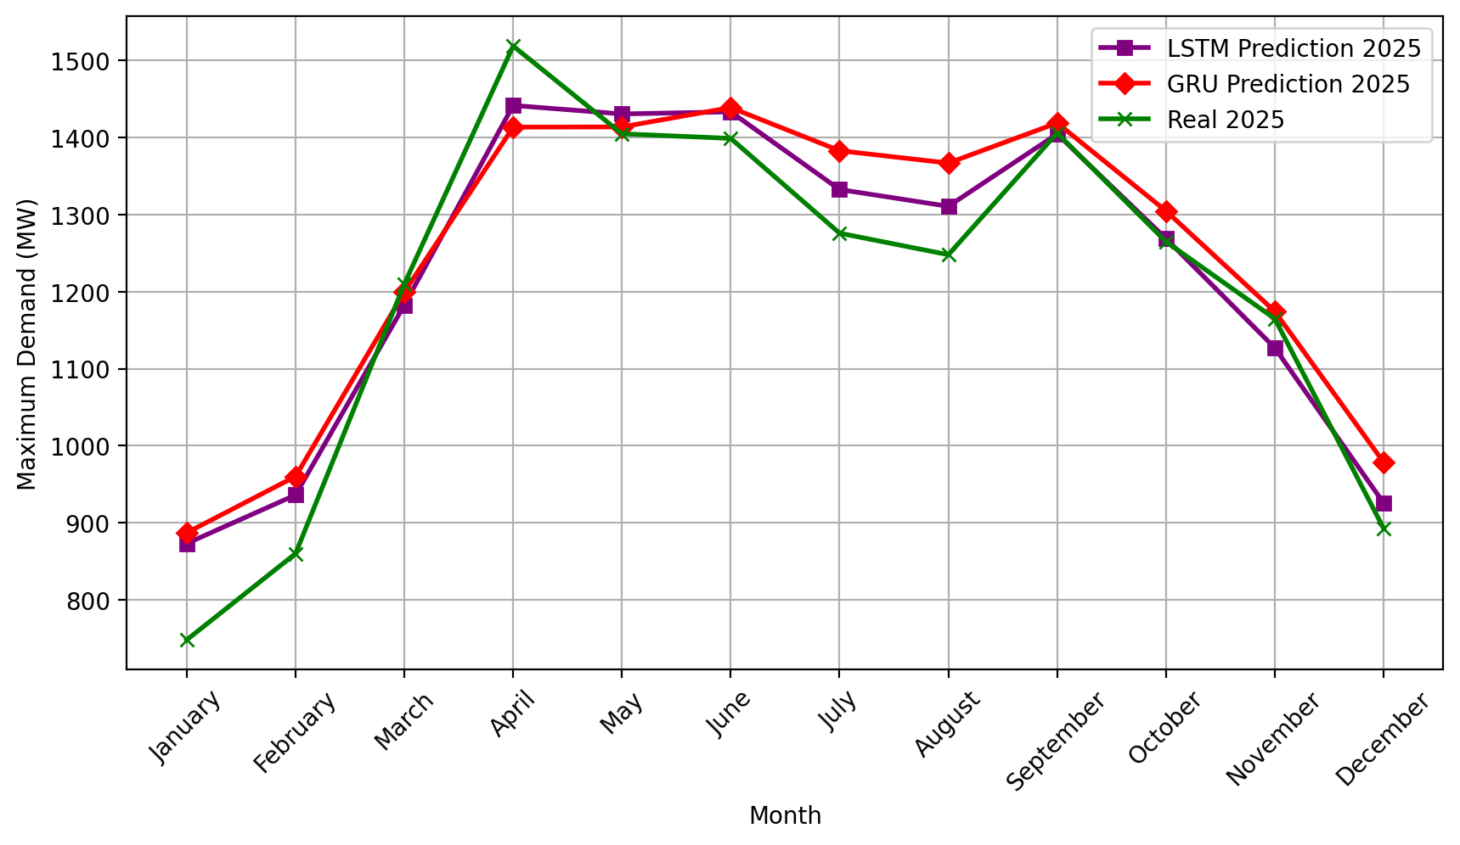 LSTM Prediction 2025
GRU Prediction 2025
Real 2025
Maximum Demand (MW)
1500
1400
1300
1200
1100
1000
900
800
January
February
March
April
May
June
July
August
September
October
November
December
Month